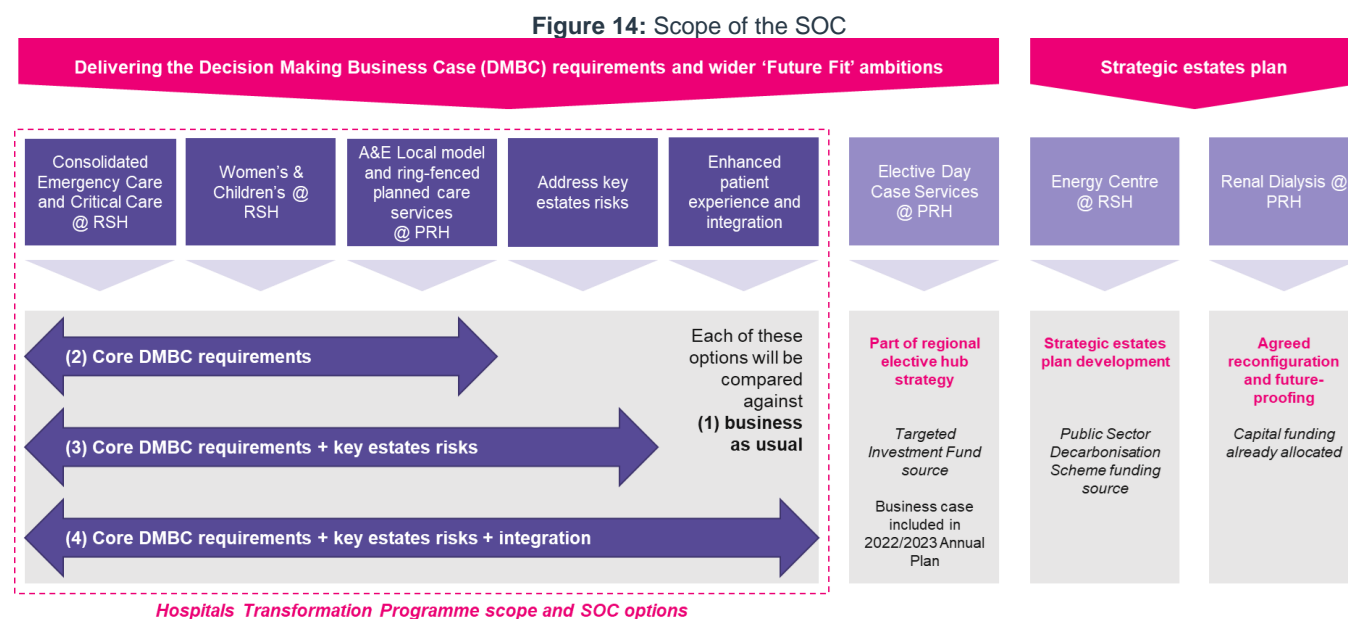 Figure 14: Scope of the SOC
Delivering the Decision Making Business Case (DMBC) requirements and wider ‘Future Fit’ ambitions
Strategic estates plan
Consolidated
Emergency Care
and Critical Care
@ RSH
Women’s &
Children’s @
RSH
A&E Local model
and ring-fenced
planned care
services
@ PRH
Address key
estates risks
Enhanced
patient
experience and
integration
Elective Day
Case Services
@ PRH
Energy Centre
@ RSH
Renal Dialysis @
PRH
(2) Core DMBC requirements
(3) Core DMBC requirements + key estates risks
(4) Core DMBC requirements + key estates risks + integration
Each of these
options will be
compared
against
(1) business
as usual
Part of regional
elective hub
strategy
Targeted
Investment Fund
source
Business case
included in
2022/2023 Annual
Plan
Strategic estates
plan development
Public Sector
Decarbonisation
Scheme funding
source
Agreed
reconfiguration
and future-
proofing
Capital funding
already allocated
Hospitals Transformation Programme scope and SOC options